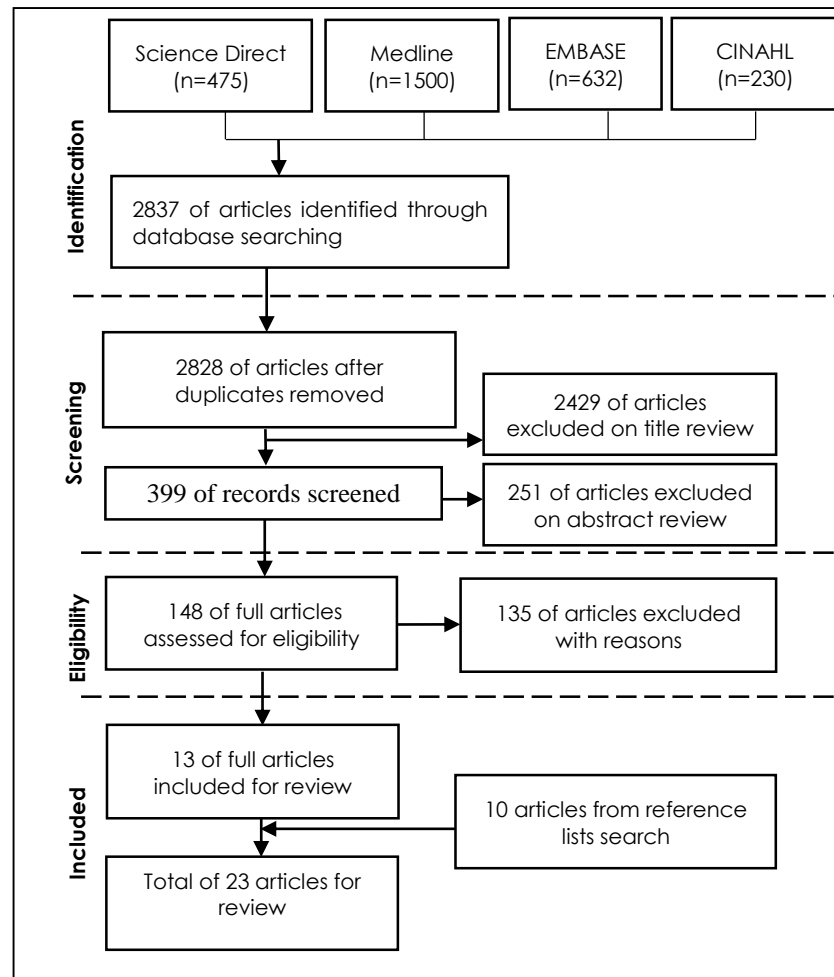 Science Direct
(n=475)
Medline
(n=1500)
EMBASE
(n=632)
CINAHL
(n=230)
Identification
2837 of articles identified through
database searching
Screening
2828 of articles after
duplicates removed
2429 of articles
excluded on title review
399 of records screened
251 of articles excluded
on abstract review
Eligibility
148 of full articles
assessed for eligibility
135 of articles excluded
with reasons
Included
13 of full articles
included for review
10 articles from reference
lists search
Total of 23 articles for
review